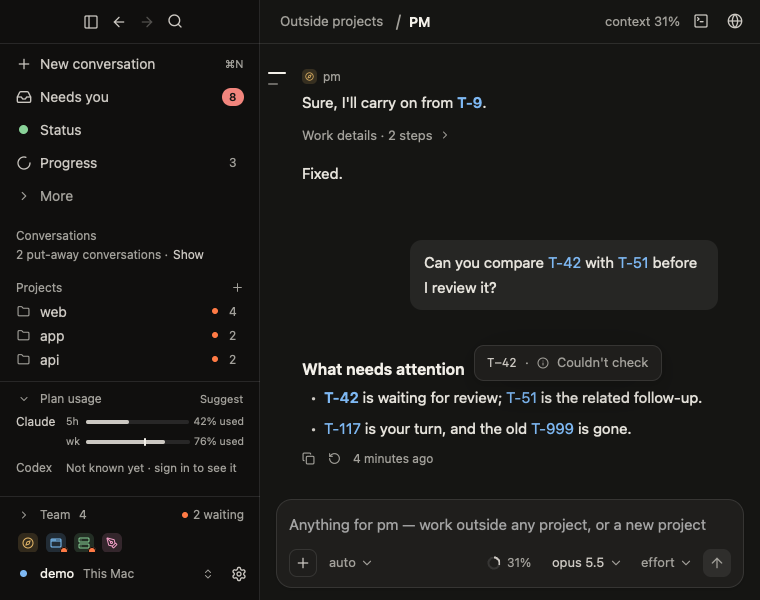 Outside projects / PM
context 31%
New conversation ⌘N
Needs you 8
Status
Progress 3
More
Conversations
2 put-away conversations · Show
Projects
web 4
app 2
api 2
Plan usage Suggest
Claude 5h 42% used
wk 76% used
Codex Not known yet · sign in to see it
Team 4 2 waiting
demo This Mac
pm
Sure, I'll carry on from T-9.
Work details · 2 steps
Fixed.
Can you compare T-42 with T-51 before
I review it?
What needs attention
T–42 · Couldn't check
• T-42 is waiting for review; T-51 is the related follow-up.
• T-117 is your turn, and the old T-999 is gone.
4 minutes ago
Anything for pm — work outside any project, or a new project
auto 31% opus 5.5 effort